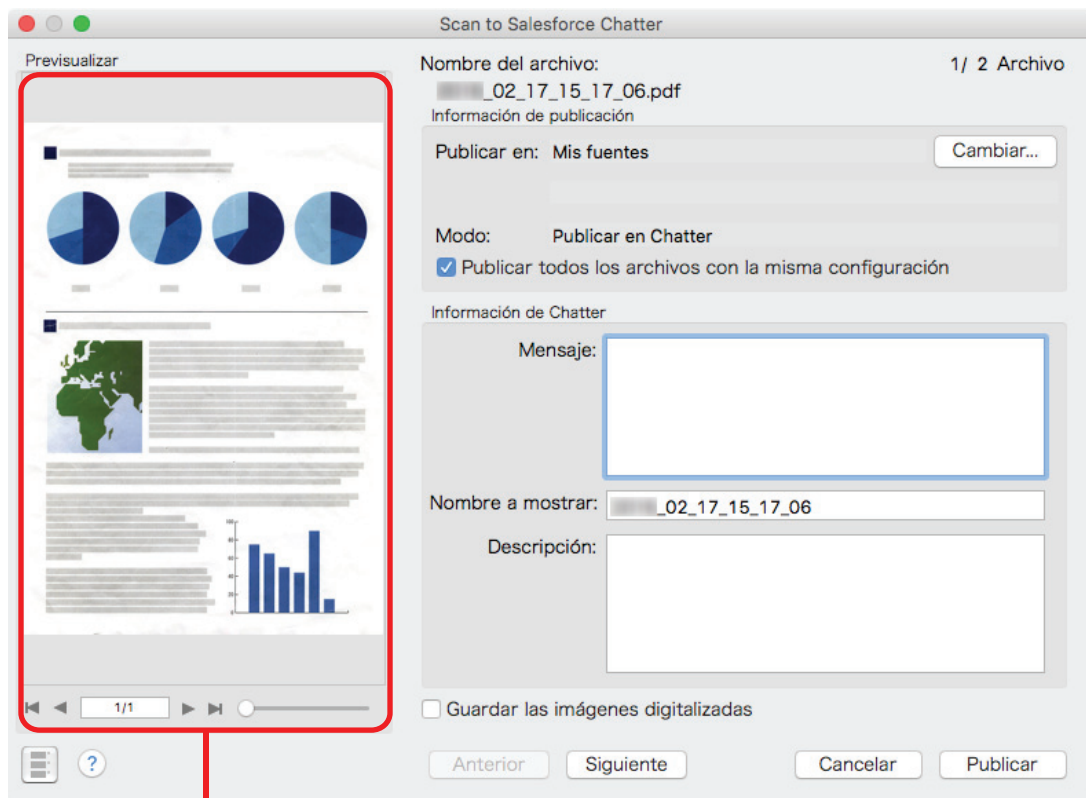 Scan to Salesforce Chatter
Previsualizar
Nombre del archivo:
1/ 2 Archivo
_02_17_15_17_06.pdf
Información de publicación
Publicar en: Mis fuentes
Cambiar...
Modo: Publicar en Chatter
Publicar todos los archivos con la misma configuración
Información de Chatter
Mensaje:
Nombre a mostrar: _02_17_15_17_06
Descripción:
1/1
Guardar las imágenes digitalizadas
?
Anterior
Siguiente
Cancelar
Publicar